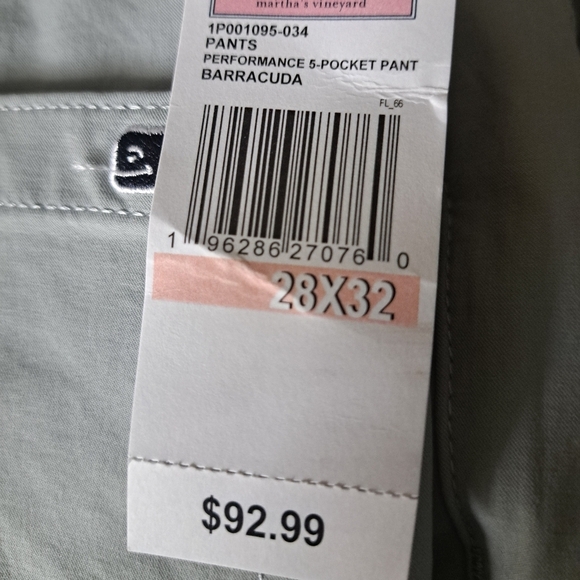 martha's vineyard
1P001095-034
PANTS
PERFORMANCE 5-POCKET PANT
BARRACUDA
FL_66
1 96286 27076 0
28X32
$92.99